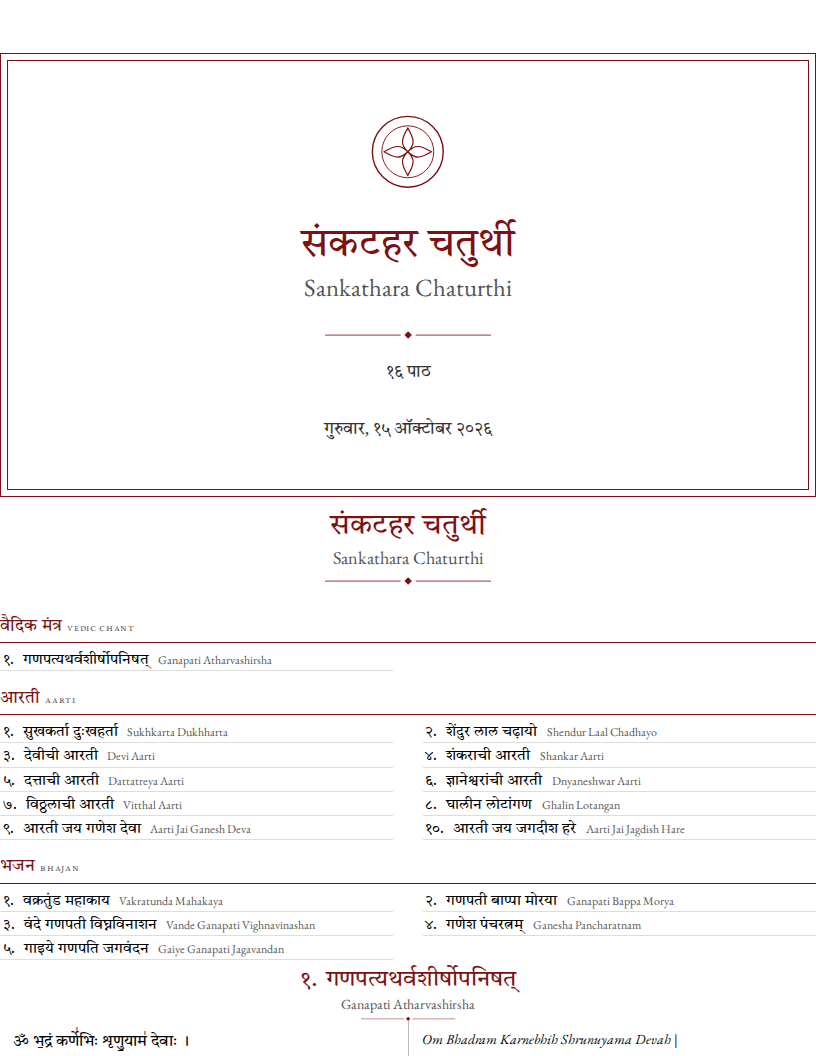 संकटहर चतुर्थी
Sankathara Chaturthi
१६ पाठ
गुरुवार, १५ ऑक्टोबर २०२६
संकटहर चतुर्थी
Sankathara Chaturthi
वैदिक मंत्र VEDIC CHANT
१. गणपत्यथर्वशीर्षोपनिषत् Ganapati Atharvashirsha
आरती AARTI
१. सुखकर्ता दुःखहर्ता Sukhkarta Dukhharta
२. शेंदुर लाल चढ़ायो Shendur Laal Chadhayo
३. देवीची आरती Devi Aarti
४. शंकराची आरती Shankar Aarti
५. दत्ताची आरती Dattatreya Aarti
६. ज्ञानेश्वरांची आरती Dnyaneshwar Aarti
७. विठ्ठलाची आरती Vitthal Aarti
८. घालीन लोटांगण Ghalin Lotangan
९. आरती जय गणेश देवा Aarti Jai Ganesh Deva
१०. आरती जय जगदीश हरे Aarti Jai Jagdish Hare
भजन BHAJAN
१. वक्रतुंड महाकाय Vakratunda Mahakaya
२. गणपती बाप्पा मोरया Ganapati Bappa Morya
३. वंदे गणपती विघ्नविनाशन Vande Ganapati Vighnavinashan
४. गणेश पंचरत्नम् Ganesha Pancharatnam
५. गाइये गणपति जगवंदन Gaiye Ganapati Jagavandan
१. गणपत्यथर्वशीर्षोपनिषत्
Ganapati Atharvashirsha
ॐ भ॒द्रं कर्णे॑भिः शृणु॒याम॑ देवाः ।
Om Bhadram Karnebhih Shrunuyama Devah |